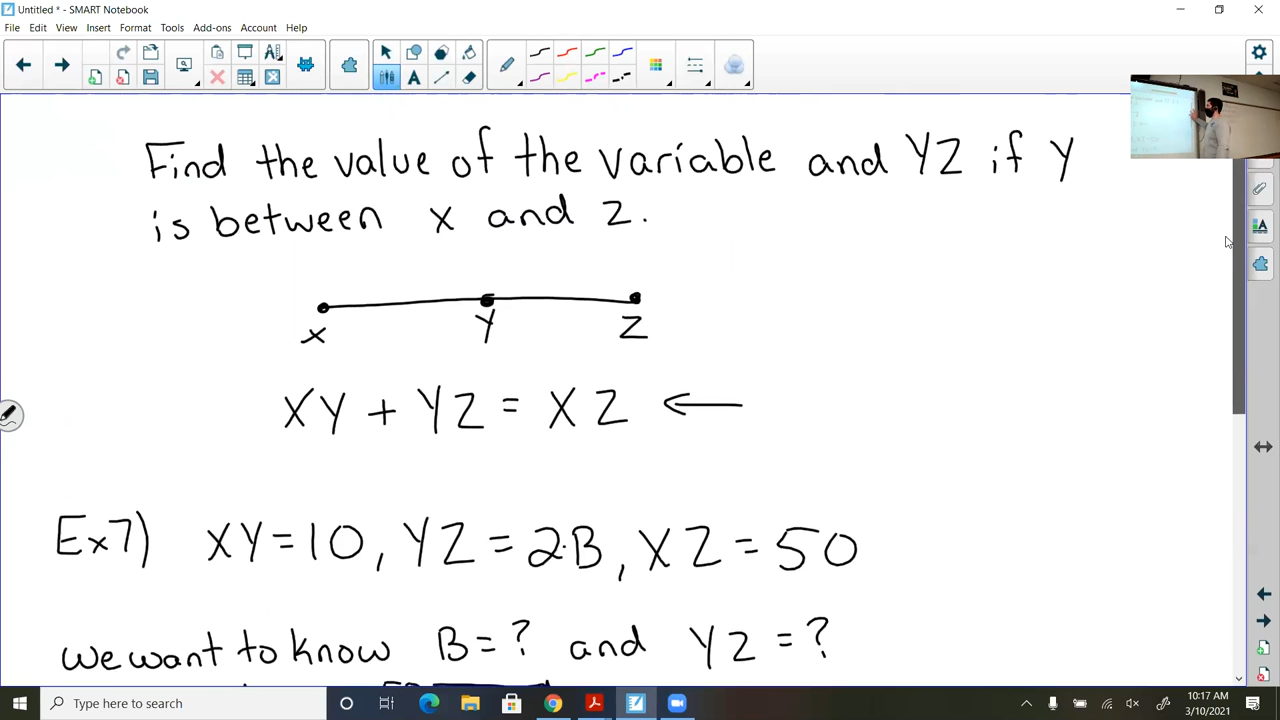 Untitled * - SMART Notebook
File Edit View Insert Format Tools Add-ons Account Help
Find the value of the variable and YZ if Y
is between X and Z.
X Y Z
XY + YZ = XZ ←
Ex7) XY = 10, YZ = 2·B, XZ = 50
we want to know B = ? and YZ = ?
Type here to search
10:17 AM
3/10/2021